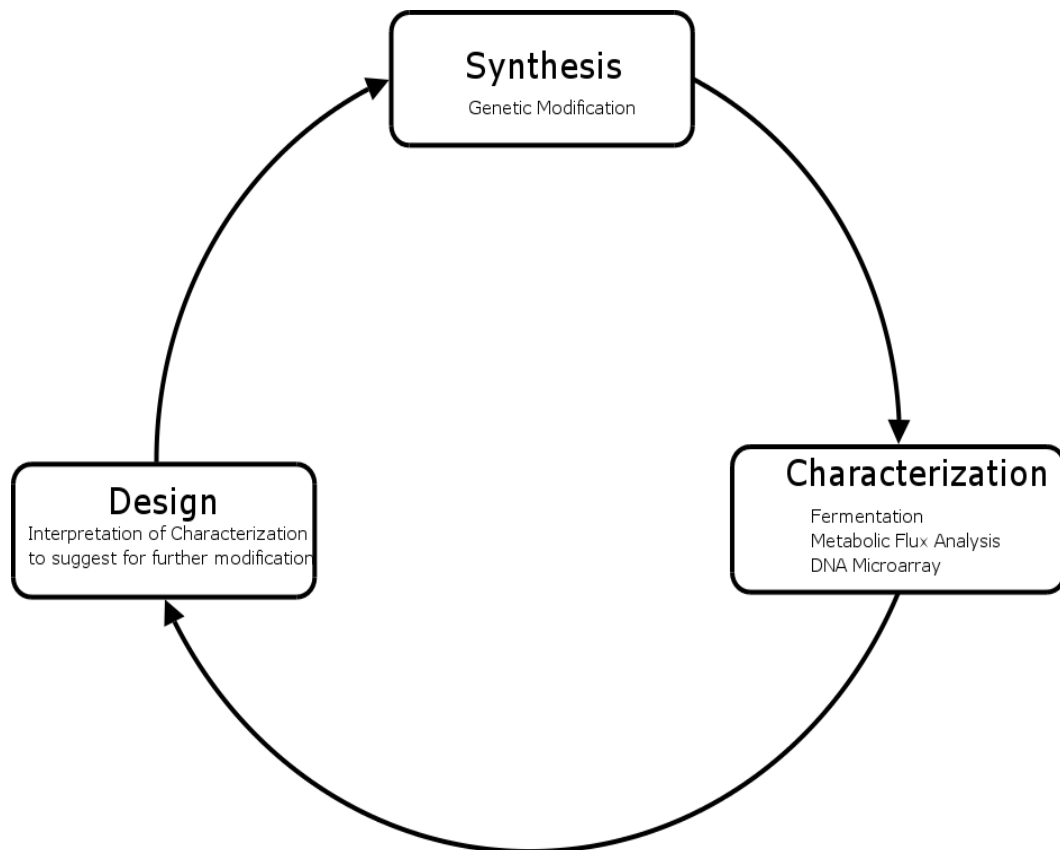 Synthesis
Genetic Modification
Characterization
Fermentation
Metabolic Flux Analysis
DNA Microarray
Design
Interpretation of Characterization
to suggest for further modification